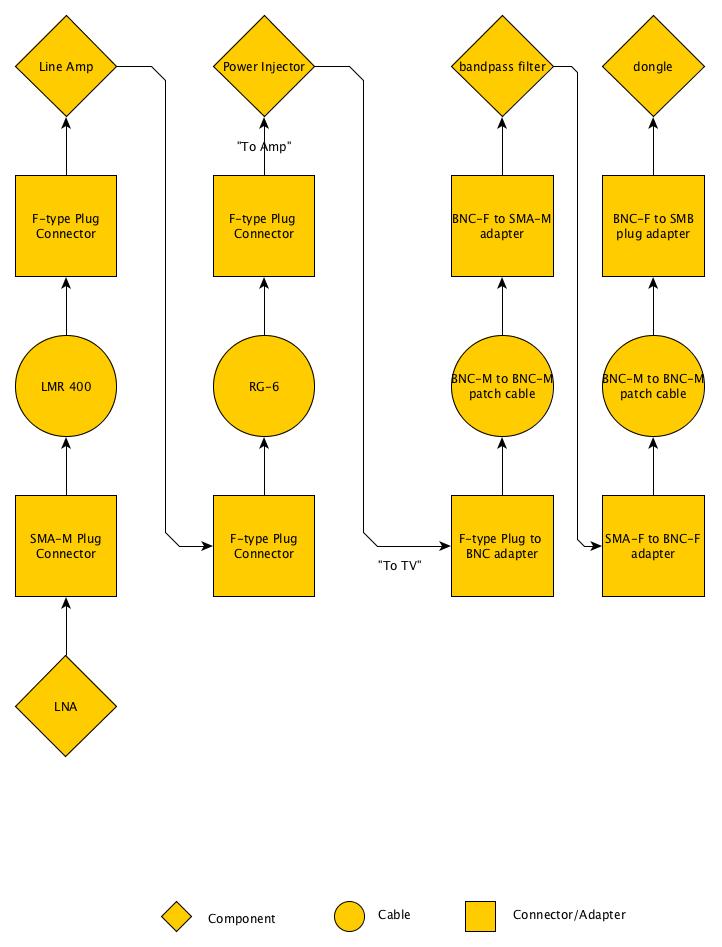 Line Amp
Power Injector
bandpass filter
dongle
"To Amp"
F-type Plug
Connector
F-type Plug
Connector
BNC-F to SMA-M
adapter
BNC-F to SMB
plug adapter
LMR 400
RG-6
BNC-M to BNC-M
patch cable
BNC-M to BNC-M
patch cable
SMA-M Plug
Connector
F-type Plug
Connector
F-type Plug to
BNC adapter
SMA-F to BNC-F
adapter
"To TV"
LNA
Component
Cable
Connector/Adapter